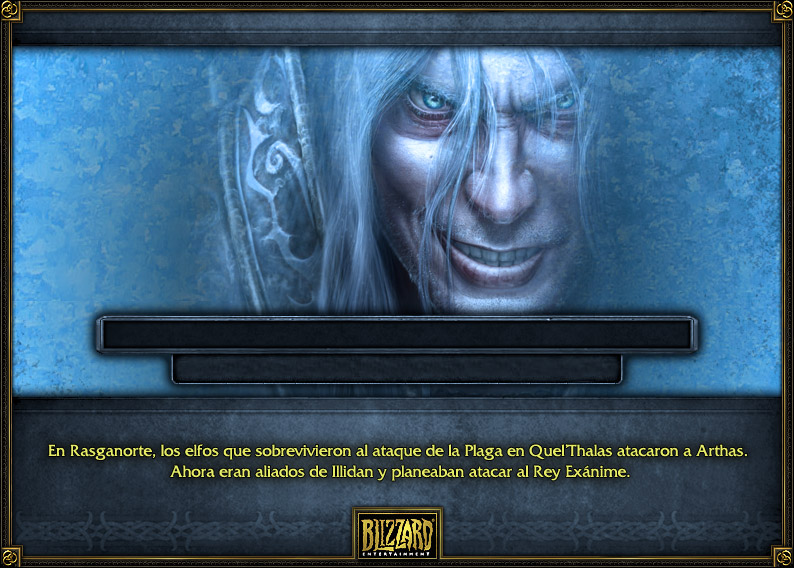 En Rasganorte, los elfos que sobrevivieron al ataque de la Plaga en Quel'Thalas atacaron a Arthas.
Ahora eran aliados de Illidan y planeaban atacar al Rey Exánime.
BLIZZARD
ENTERTAINMENT